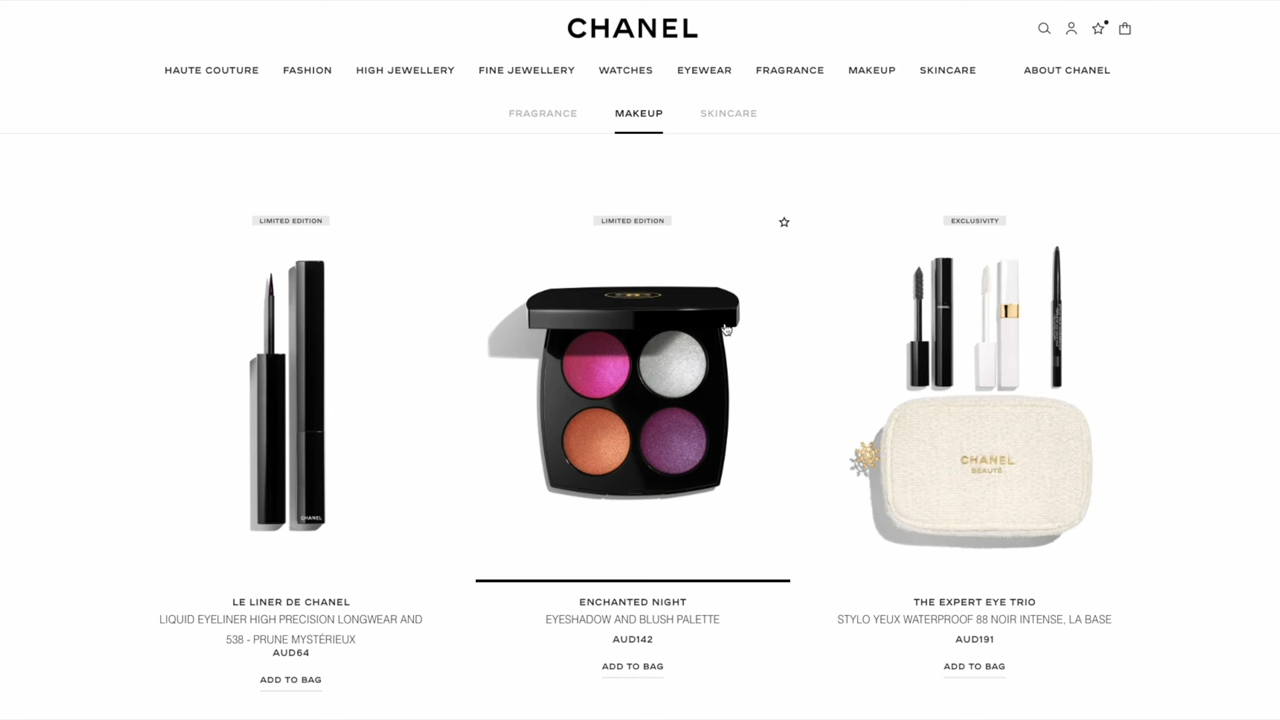 CHANEL
HAUTE COUTURE FASHION HIGH JEWELLERY FINE JEWELLERY WATCHES EYEWEAR FRAGRANCE MAKEUP SKINCARE ABOUT CHANEL
FRAGRANCE MAKEUP SKINCARE
LIMITED EDITION
LIMITED EDITION
EXCLUSIVITY
CHANEL
CHANEL
BEAUTÉ
LE LINER DE CHANEL
LIQUID EYELINER HIGH PRECISION LONGWEAR AND
538 - PRUNE MYSTÉRIEUX
AUD64
ADD TO BAG
ENCHANTED NIGHT
EYESHADOW AND BLUSH PALETTE
AUD142
ADD TO BAG
THE EXPERT EYE TRIO
STYLO YEUX WATERPROOF 88 NOIR INTENSE, LA BASE
AUD191
ADD TO BAG